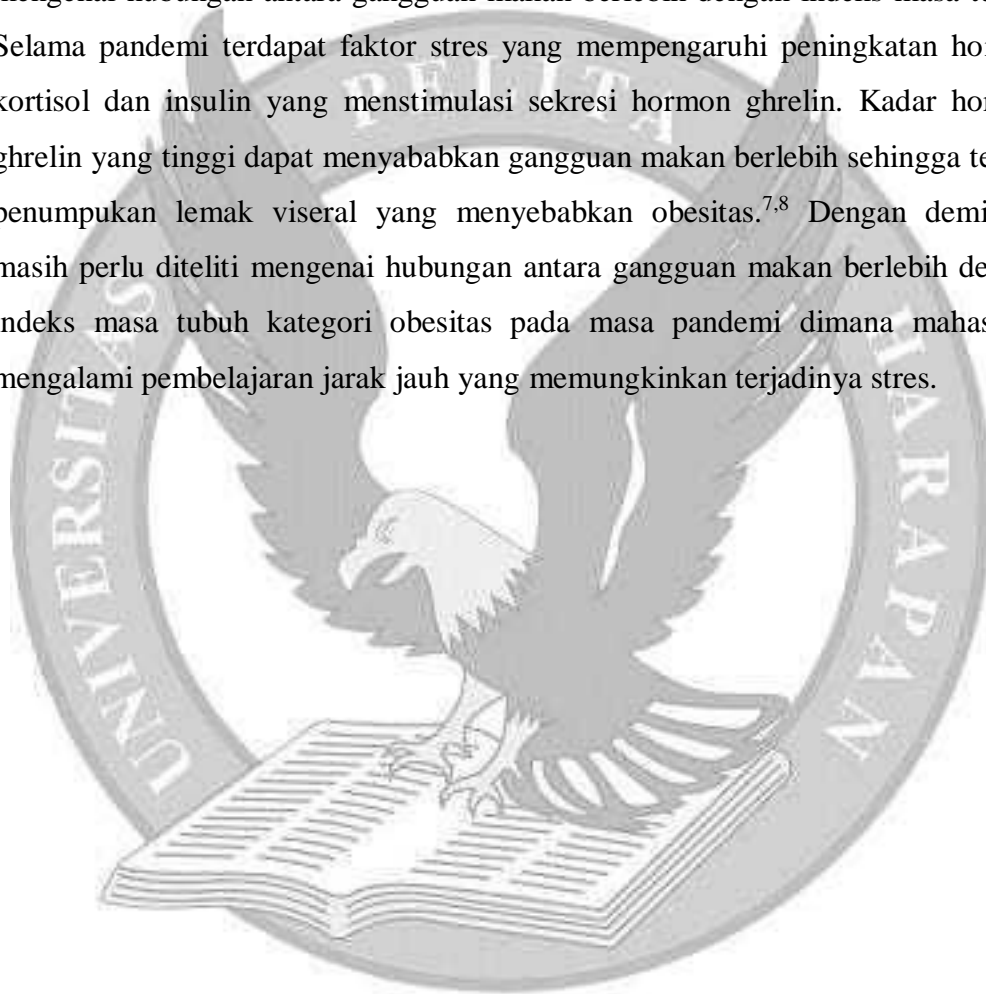 mengenai hubungan antara gangguan makan berlebih dengan indeks masa t
Selama pandemi terdapat faktor stres yang mempengaruhi peningkatan ho
kortisol dan insulin yang menstimulasi sekresi hormon ghrelin. Kadar ho
ghrelin yang tinggi dapat menyababkan gangguan makan berlebih sehingga te
penumpukan lemak viseral yang menyebabkan obesitas.7,8 Dengan demi
masih perlu diteliti mengenai hubungan antara gangguan makan berlebih de
indeks masa tubuh kategori obesitas pada masa pandemi dimana mahas
mengalami pembelajaran jarak jauh yang memungkinkan terjadinya stres.
UNIVERSITAS
PELITA
HARAPAN